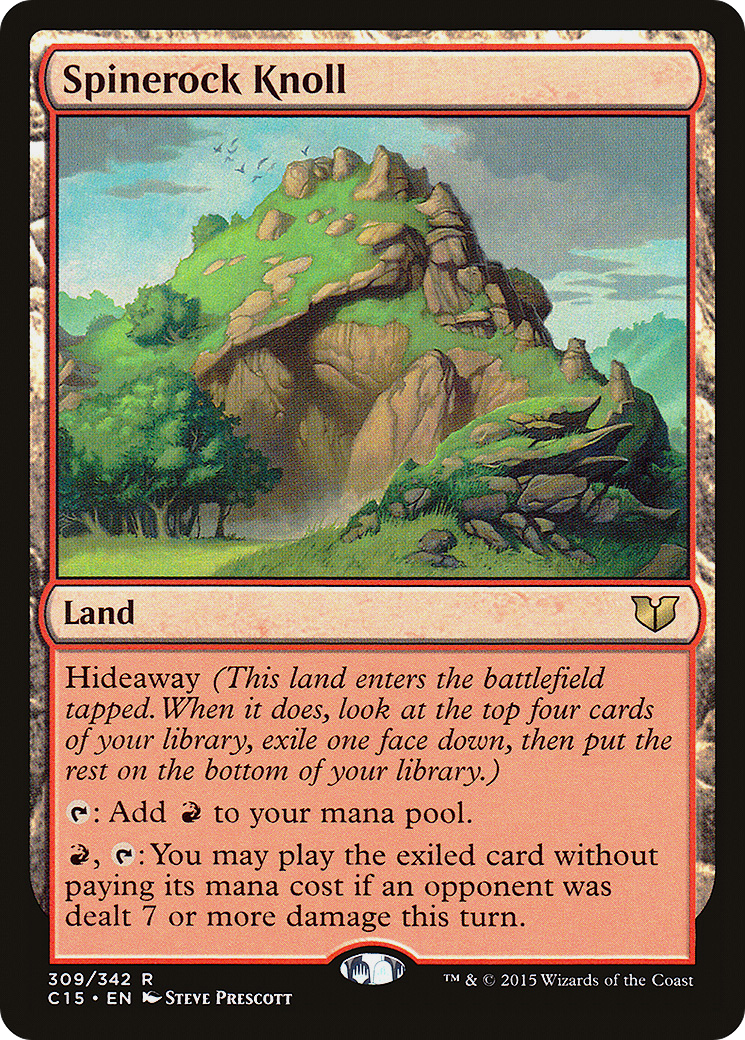 Spinerock Knoll
Land
Hideaway (This land enters the battlefield
tapped. When it does, look at the top four cards
of your library, exile one face down, then put the
rest on the bottom of your library.)
: Add to your mana pool.
, : You may play the exiled card without
paying its mana cost if an opponent was
dealt 7 or more damage this turn.
309/342 R
C15 • EN Steve Prescott
™ & © 2015 Wizards of the Coast